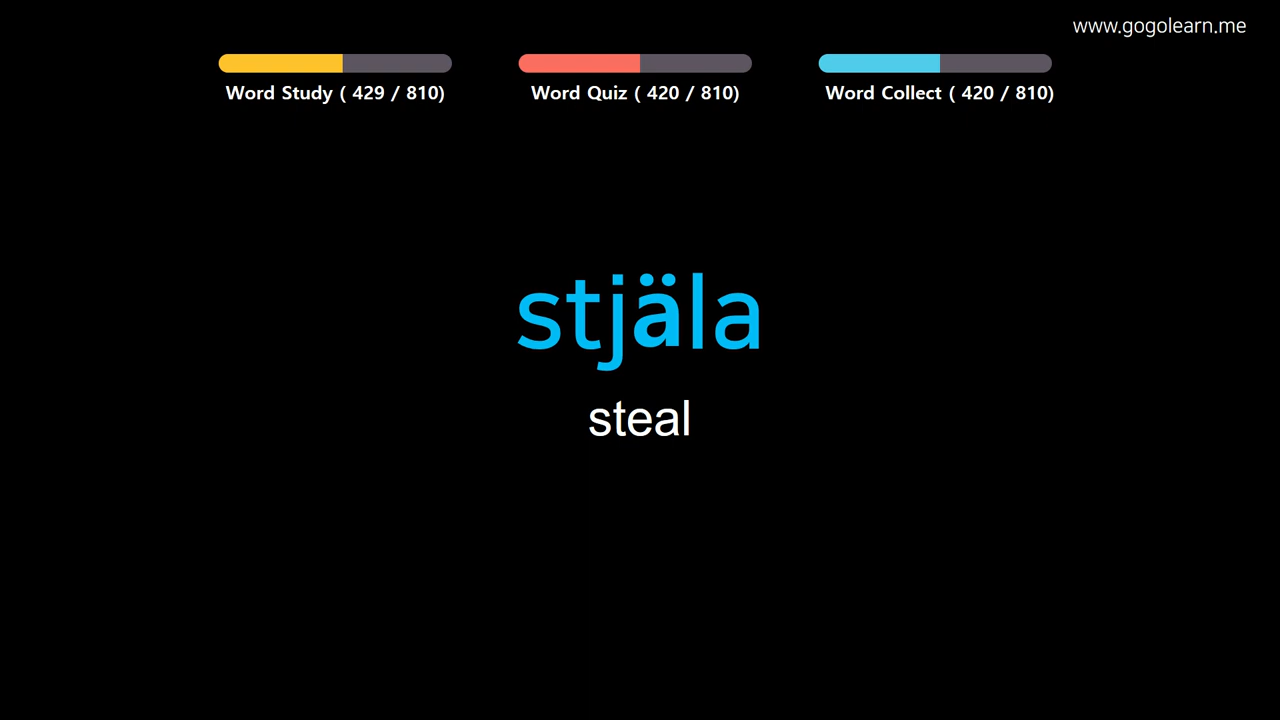 www.gogolearn.me
Word Study ( 429 / 810)
Word Quiz ( 420 / 810)
Word Collect ( 420 / 810)
stjäla
steal